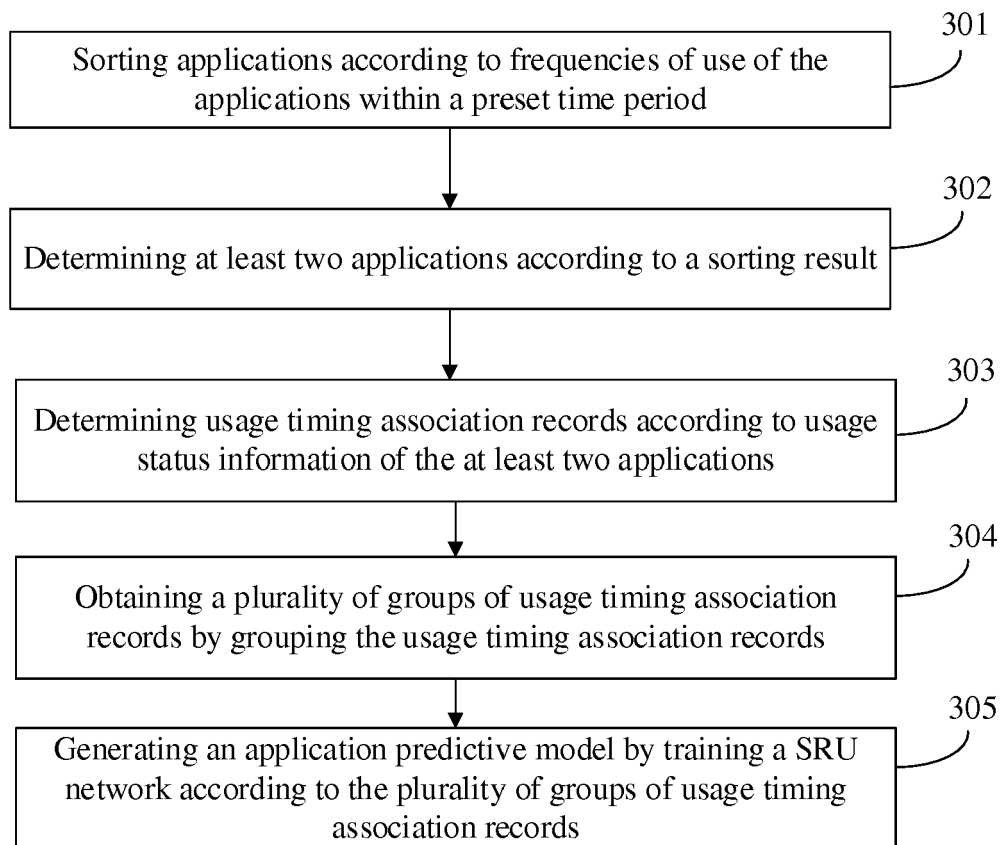 301
Sorting applications according to frequencies of use of the
applications within a preset time period
302
Determining at least two applications according to a sorting result
303
Determining usage timing association records according to usage
status information of the at least two applications
304
Obtaining a plurality of groups of usage timing association
records by grouping the usage timing association records
305
Generating an application predictive model by training a SRU
network according to the plurality of groups of usage timing
association records